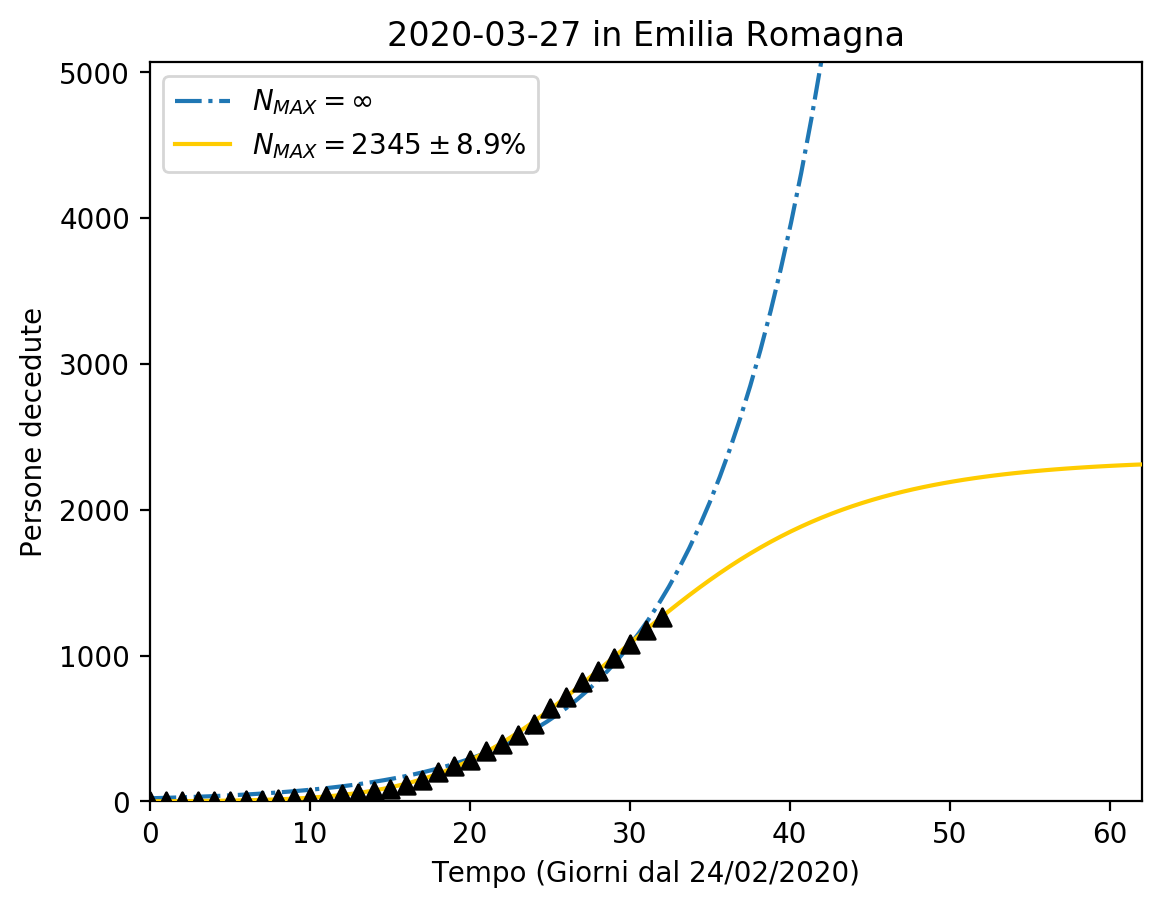 2020-03-27 in Emilia Romagna
N_MAX = ∞
N_MAX = 2345 ± 8.9%
Persone decedute
5000
4000
3000
2000
1000
0
0 10 20 30 40 50 60
Tempo (Giorni dal 24/02/2020)